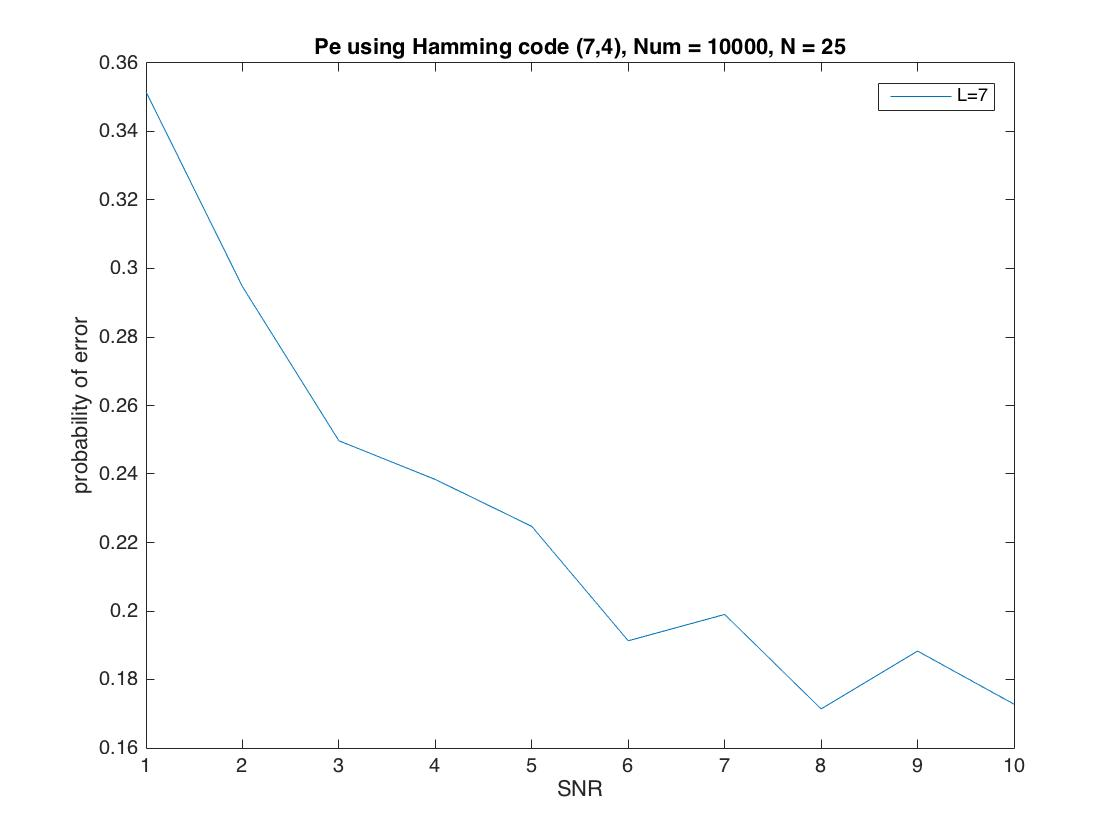 Pe using Hamming code (7,4), Num = 10000, N = 25
L=7
probability of error
0.36
0.34
0.32
0.3
0.28
0.26
0.24
0.22
0.2
0.18
0.16
1 2 3 4 5 6 7 8 9 10
SNR